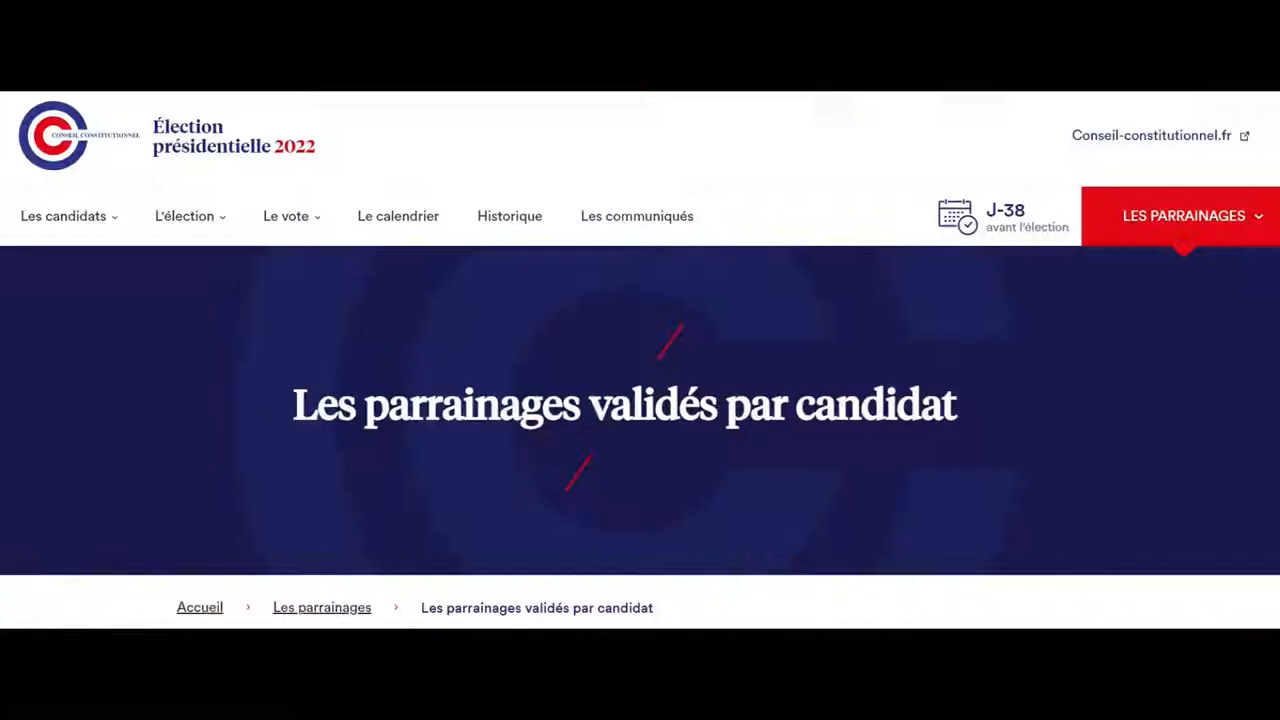 CONSEIL CONSTITUTIONNEL
Élection
présidentielle 2022
Conseil-constitutionnel.fr
Les candidats
L'élection
Le vote
Le calendrier
Historique
Les communiqués
J-38
avant l'élection
LES PARRAINAGES
Les parrainages validés par candidat
Accueil > Les parrainages > Les parrainages validés par candidat